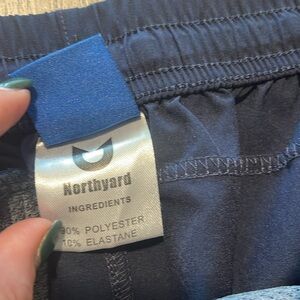 Northyard
INGREDIENTS
90% POLYESTER
10% ELASTANE